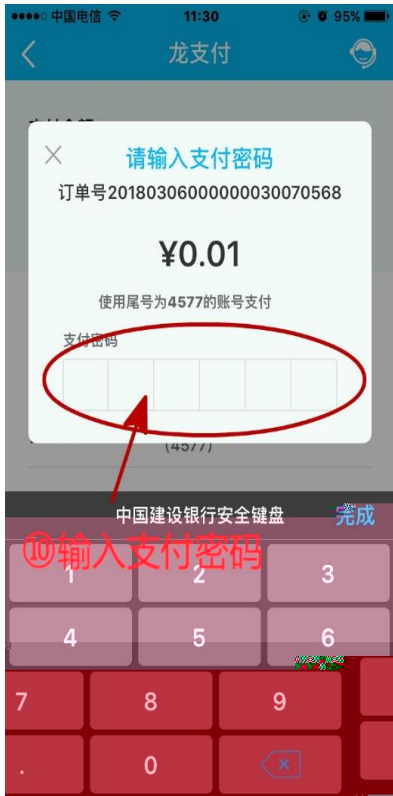 中国电信 11:30 95%
龙支付
请输入支付密码
订单号20180306000000030070568
¥0.01
使用尾号为4577的账号支付
支付密码
(4577)
中国建设银行安全键盘 完成
⑩输入支付密码
1 2 3
4 5 6
7 8 9
. 0